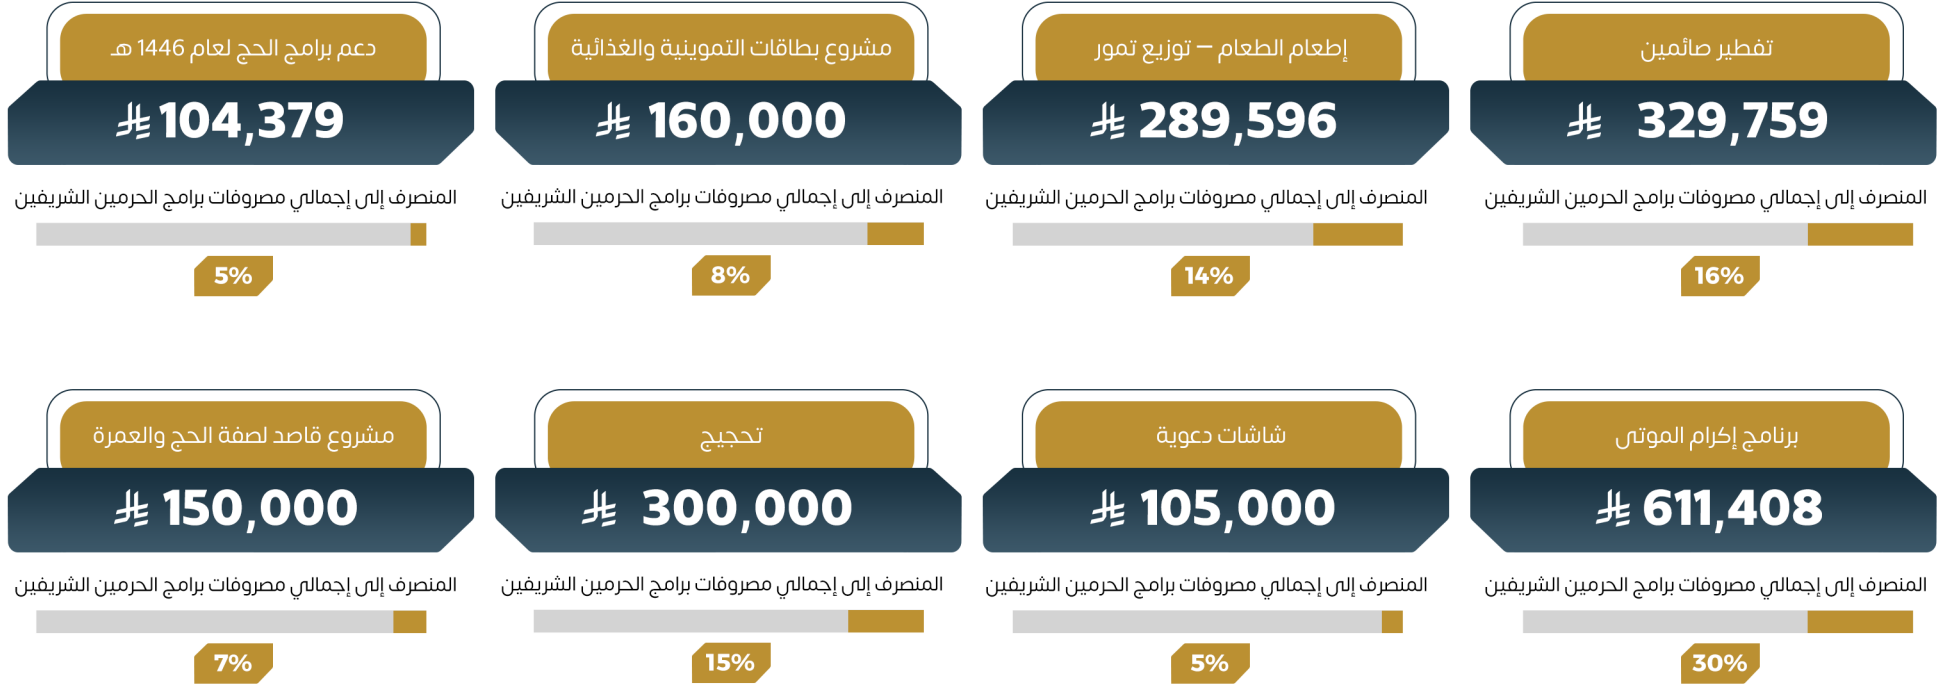 تفطير صائمين
329,759
المنصرف إلى إجمالي مصروفات برامج الحرمين الشريفين
16%
إطعام الطعام – توزيع تمور
289,596
المنصرف إلى إجمالي مصروفات برامج الحرمين الشريفين
14%
مشروع بطاقات التموينية والغذائية
160,000
المنصرف إلى إجمالي مصروفات برامج الحرمين الشريفين
8%
دعم برامج الحج لعام 1446 هـ
104,379
المنصرف إلى إجمالي مصروفات برامج الحرمين الشريفين
5%
برنامج إكرام الموتى
611,408
المنصرف إلى إجمالي مصروفات برامج الحرمين الشريفين
30%
شاشات دعوية
105,000
المنصرف إلى إجمالي مصروفات برامج الحرمين الشريفين
5%
تحجيج
300,000
المنصرف إلى إجمالي مصروفات برامج الحرمين الشريفين
15%
مشروع قاصد لصفة الحج والعمرة
150,000
المنصرف إلى إجمالي مصروفات برامج الحرمين الشريفين
7%